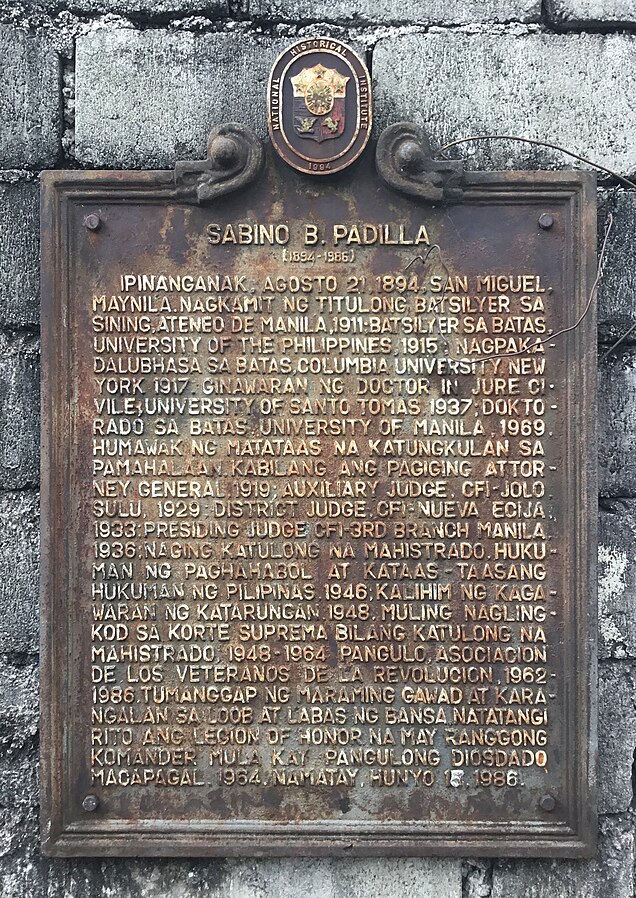 NATIONAL HISTORICAL INSTITUTE
1994
SABINO B. PADILLA
(1894-1986)
IPINANGANAK, AGOSTO 21, 1894, SAN MIGUEL,
MAYNILA. NAGKAMIT NG TITULONG BATSILYER SA
SINING, ATENEO DE MANILA, 1911; BATSILYER SA BATAS,
UNIVERSITY OF THE PHILIPPINES, 1915; NAGPAKA-
DALUBHASA SA BATAS, COLUMBIA UNIVERSITY, NEW
YORK 1917. GINAWARAN NG DOCTOR IN JURE CI-
VILE, UNIVERSITY OF SANTO TOMAS, 1937; DOKTO-
RADO SA BATAS, UNIVERSITY OF MANILA, 1969.
HUMAWAK NG MATATAAS NA KATUNGKULAN SA
PAMAHALAAN, KABILANG ANG PAGIGING ATTOR-
NEY GENERAL, 1919; AUXILIARY JUDGE, CFI-JOLO,
SULU, 1929; DISTRICT JUDGE, CFI-NUEVA ECIJA,
1933; PRESIDING JUDGE CFI-3RD BRANCH MANILA,
1936; NAGING KATULONG NA MAHISTRADO, HUKU-
MAN NG PAGHAHABOL AT KATAAS-TAASANG
HUKUMAN NG PILIPINAS, 1946; KALIHIM NG KAGA-
WARAN NG KATARUNGAN, 1948. MULING NAGLING-
KOD SA KORTE SUPREMA BILANG KATULONG NA
MAHISTRADO, 1948-1964. PANGULO, ASOCIACION
DE LOS VETERANOS DE LA REVOLUCION, 1962-
1986. TUMANGGAP NG MARAMING GAWAD AT KARA-
NGALAN SA LOOB AT LABAS NG BANSA, NATATANGI
RITO ANG LEGION OF HONOR NA MAY RANGGONG
KOMANDER MULA KAY PANGULONG DIOSDADO
MACAPAGAL, 1964. NAMATAY, HUNYO 1986.